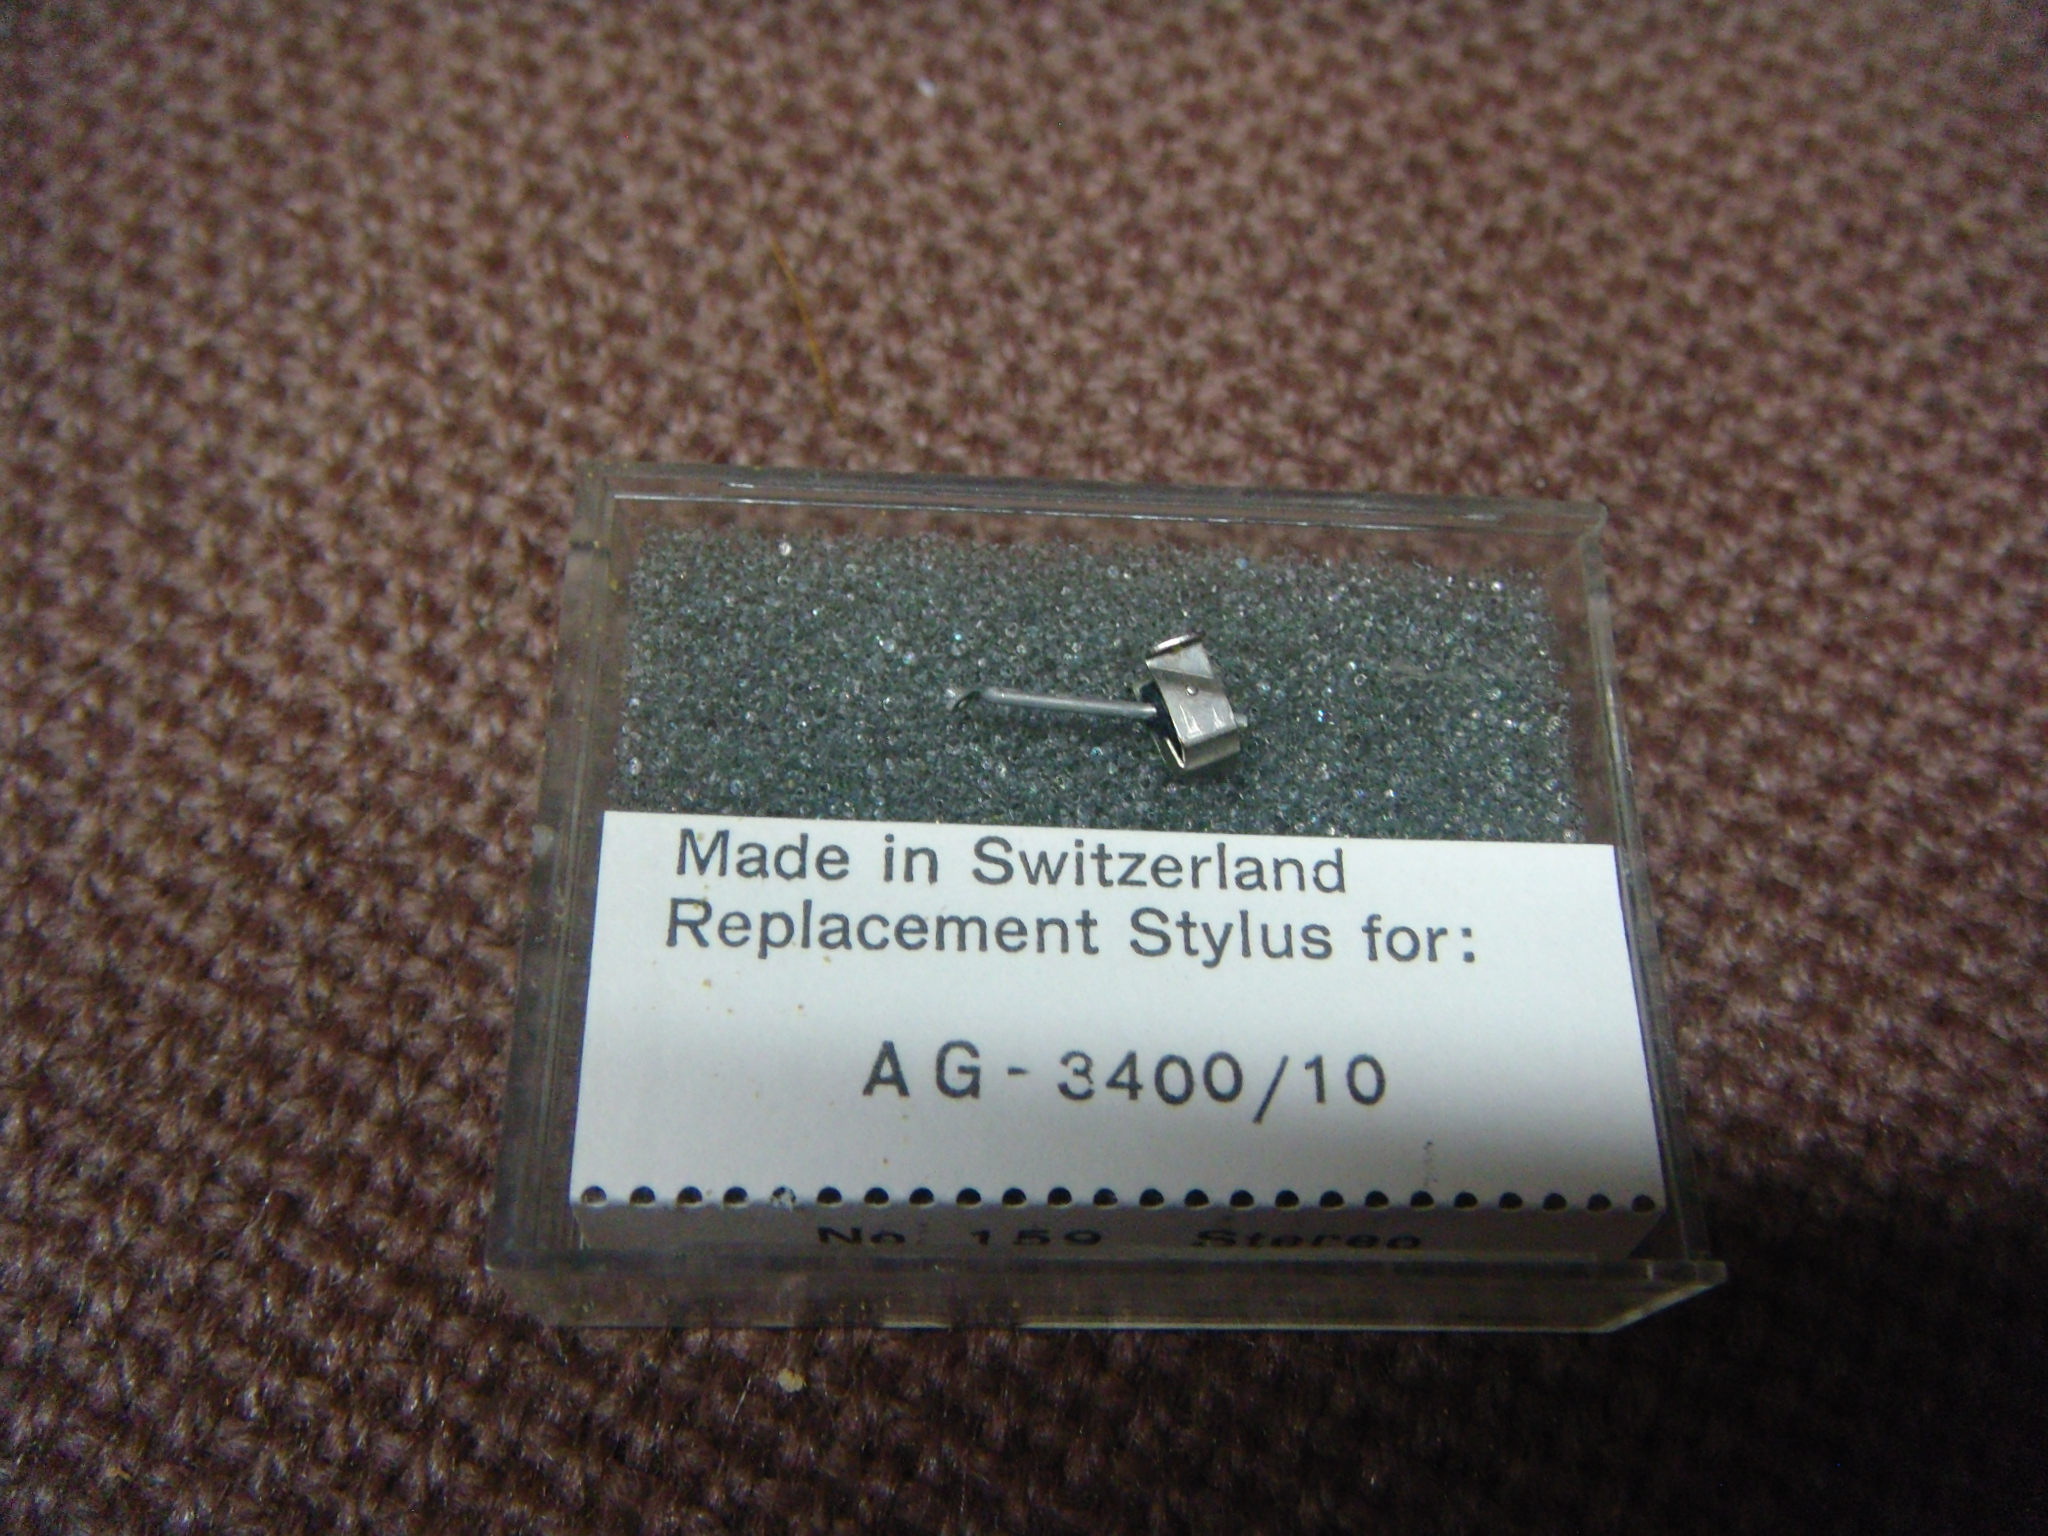 Made in Switzerland
Replacement Stylus for:
AG-3400/10
No. 159 Stereo